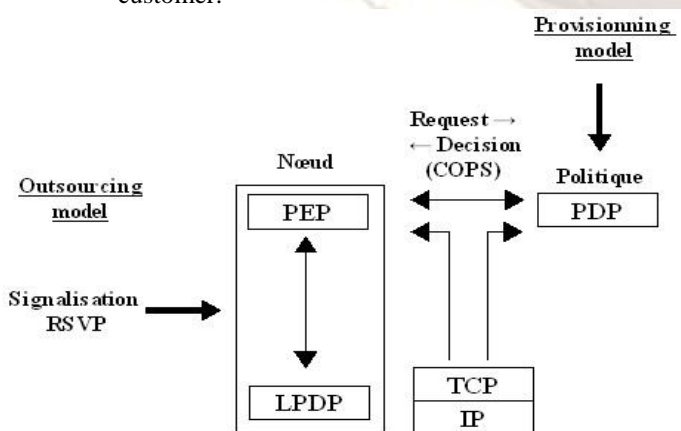 customer.
Provisionning
model
Request →
← Decision
(COPS)
Nœud
Politique
Outsourcing
model
PEP
PDP
Signalisation
RSVP
LPDP
TCP
IP